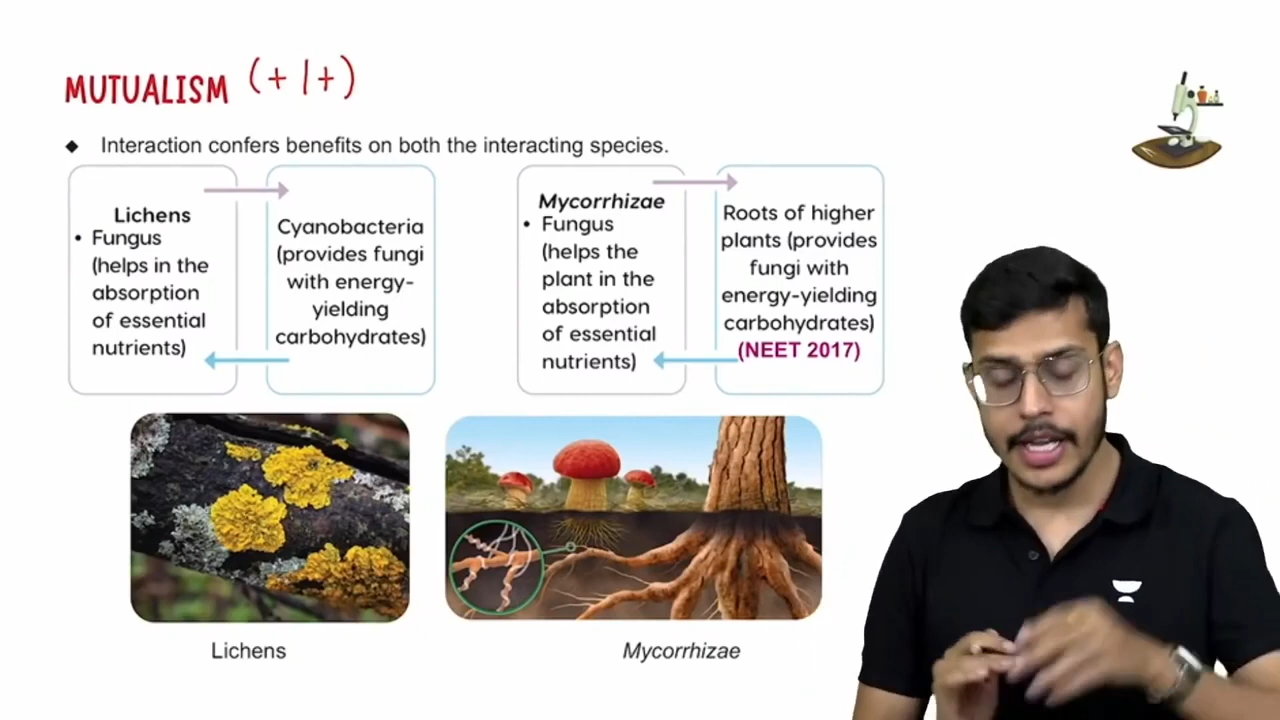 MUTUALISM (+/+)
◆ Interaction confers benefits on both the interacting species.
Lichens
• Fungus
(helps in the
absorption
of essential
nutrients)
Cyanobacteria
(provides fungi
with energy-
yielding
carbohydrates)
Mycorrhizae
• Fungus
(helps the
plant in the
absorption
of essential
nutrients)
Roots of higher
plants (provides
fungi with
energy-yielding
carbohydrates)
(NEET 2017)
Lichens
Mycorrhizae